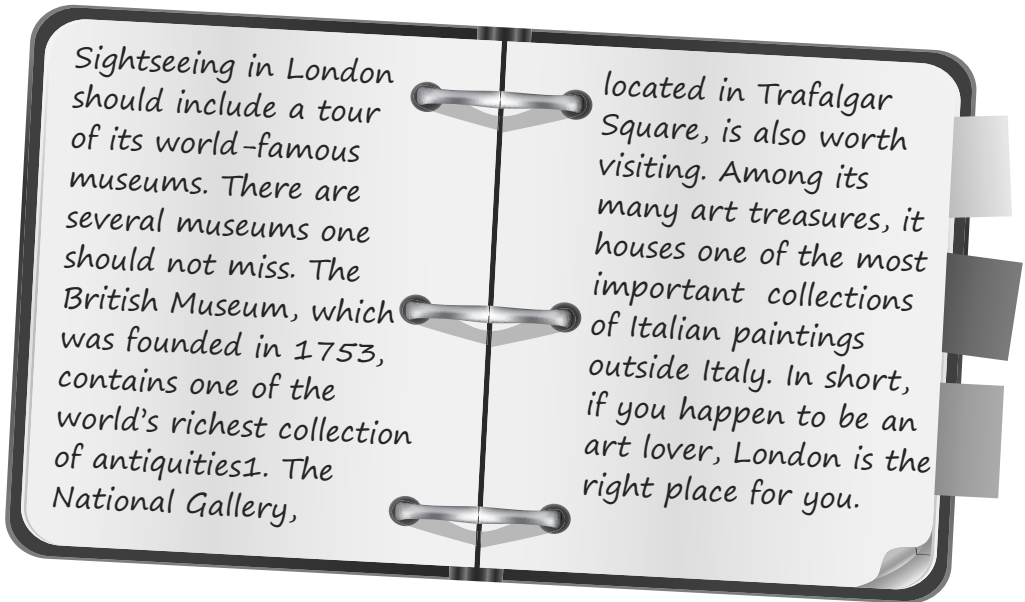 Sightseeing in London
should include a tour
of its world-famous
museums. There are
several museums one
should not miss. The
British Museum, which
was founded in 1753,
contains one of the
world's richest collection
of antiquities1. The
National Gallery,
located in Trafalgar
Square, is also worth
visiting. Among its
many art treasures, it
houses one of the most
important collections
of Italian paintings
outside Italy. In short,
if you happen to be an
art lover, London is the
right place for you.